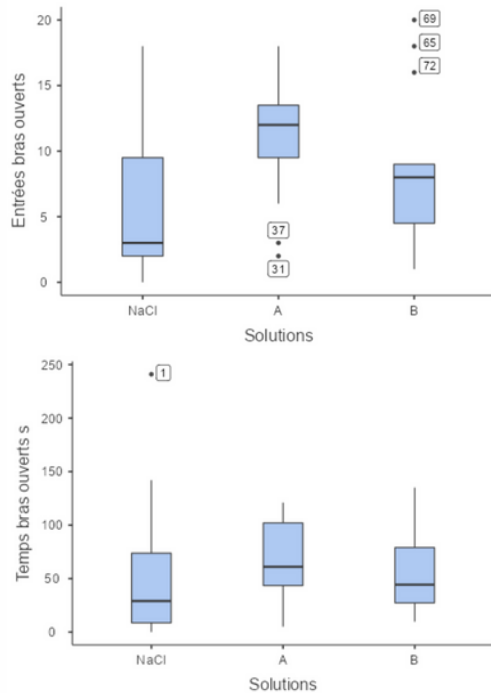 20
69
65
72
15
Entrées bras ouverts
10
5
37
31
0
NaCl
A
B
Solutions
250
1
200
Temps bras ouverts s
150
100
50
0
NaCl
A
B
Solutions